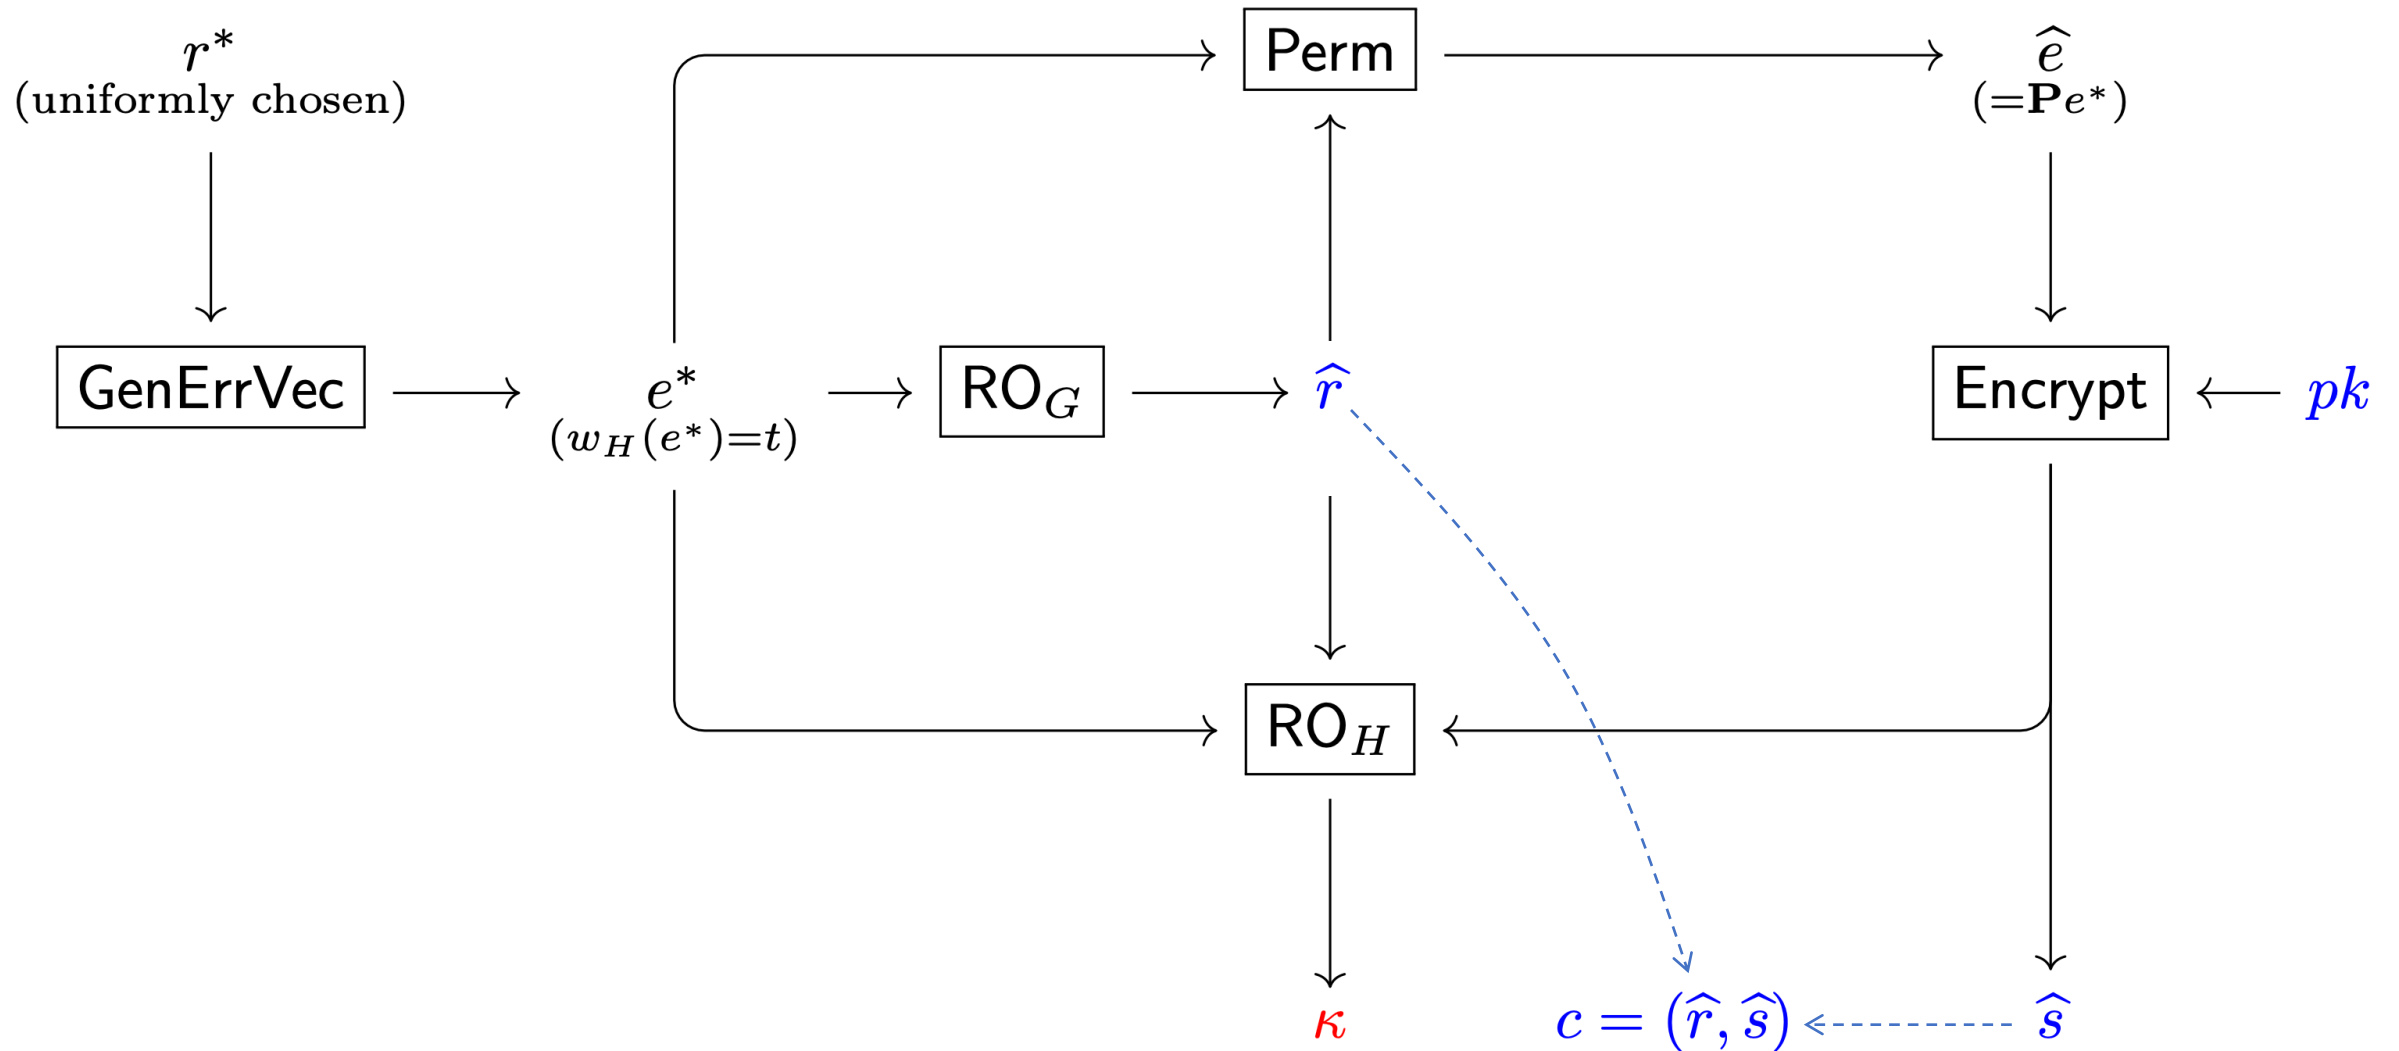 r*
(uniformly chosen)
Perm
ê
(=Pe*)
GenErrVec
e*
(w_H(e*)=t)
RO_G
r̂
Encrypt
pk
RO_H
κ
c = (r̂, ŝ)
ŝ